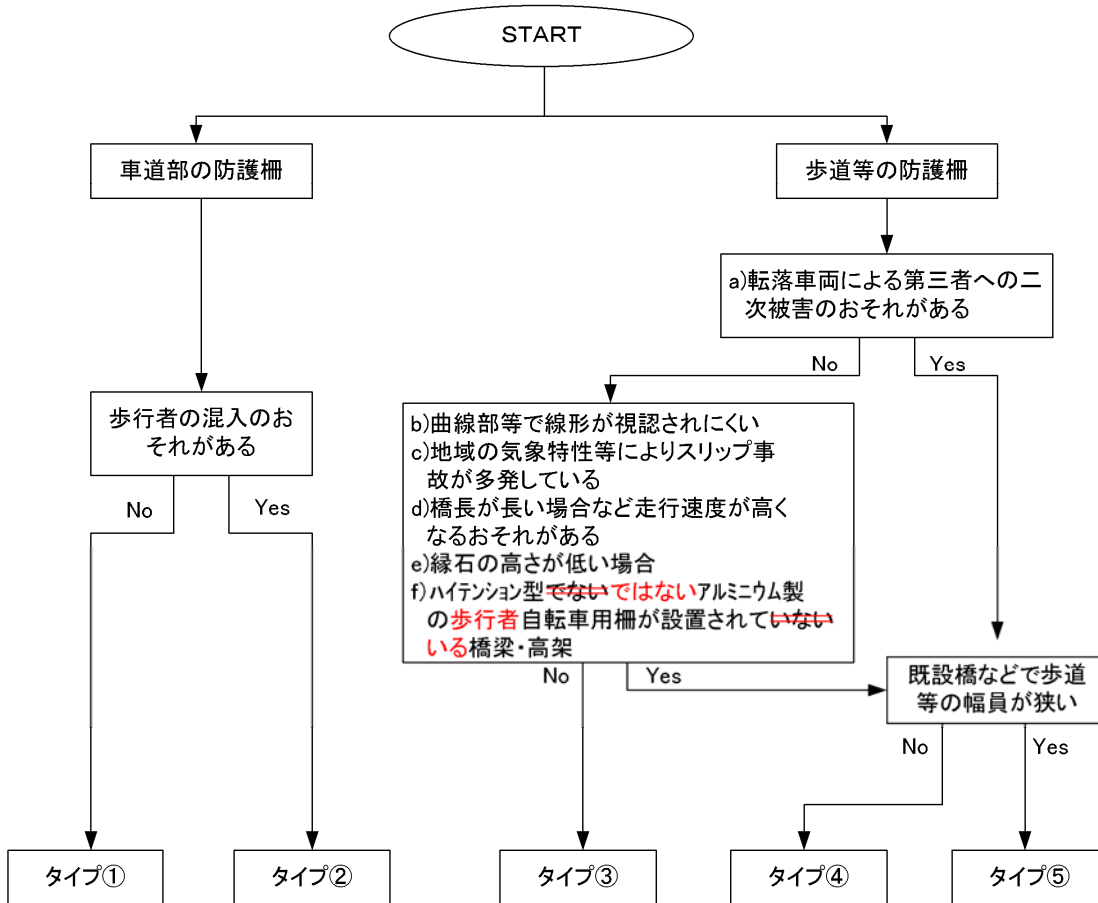 START
車道部の防護柵
歩道等の防護柵
a)転落車両による第三者への二
次被害のおそれがある
No
Yes
歩行者の混入のお
それがある
b)曲線部等で線形が視認されにくい
c)地域の気象特性等によりスリップ事
故が多発している
d)橋長が長い場合など走行速度が高く
なるおそれがある
e)縁石の高さが低い場合
f)ハイテンション型でないではないアルミニウム製
の歩行者自転車用柵が設置されていない
いる橋梁・高架
No
Yes
No
Yes
既設橋などで歩道
等の幅員が狭い
No
Yes
タイプ①
タイプ②
タイプ③
タイプ④
タイプ⑤